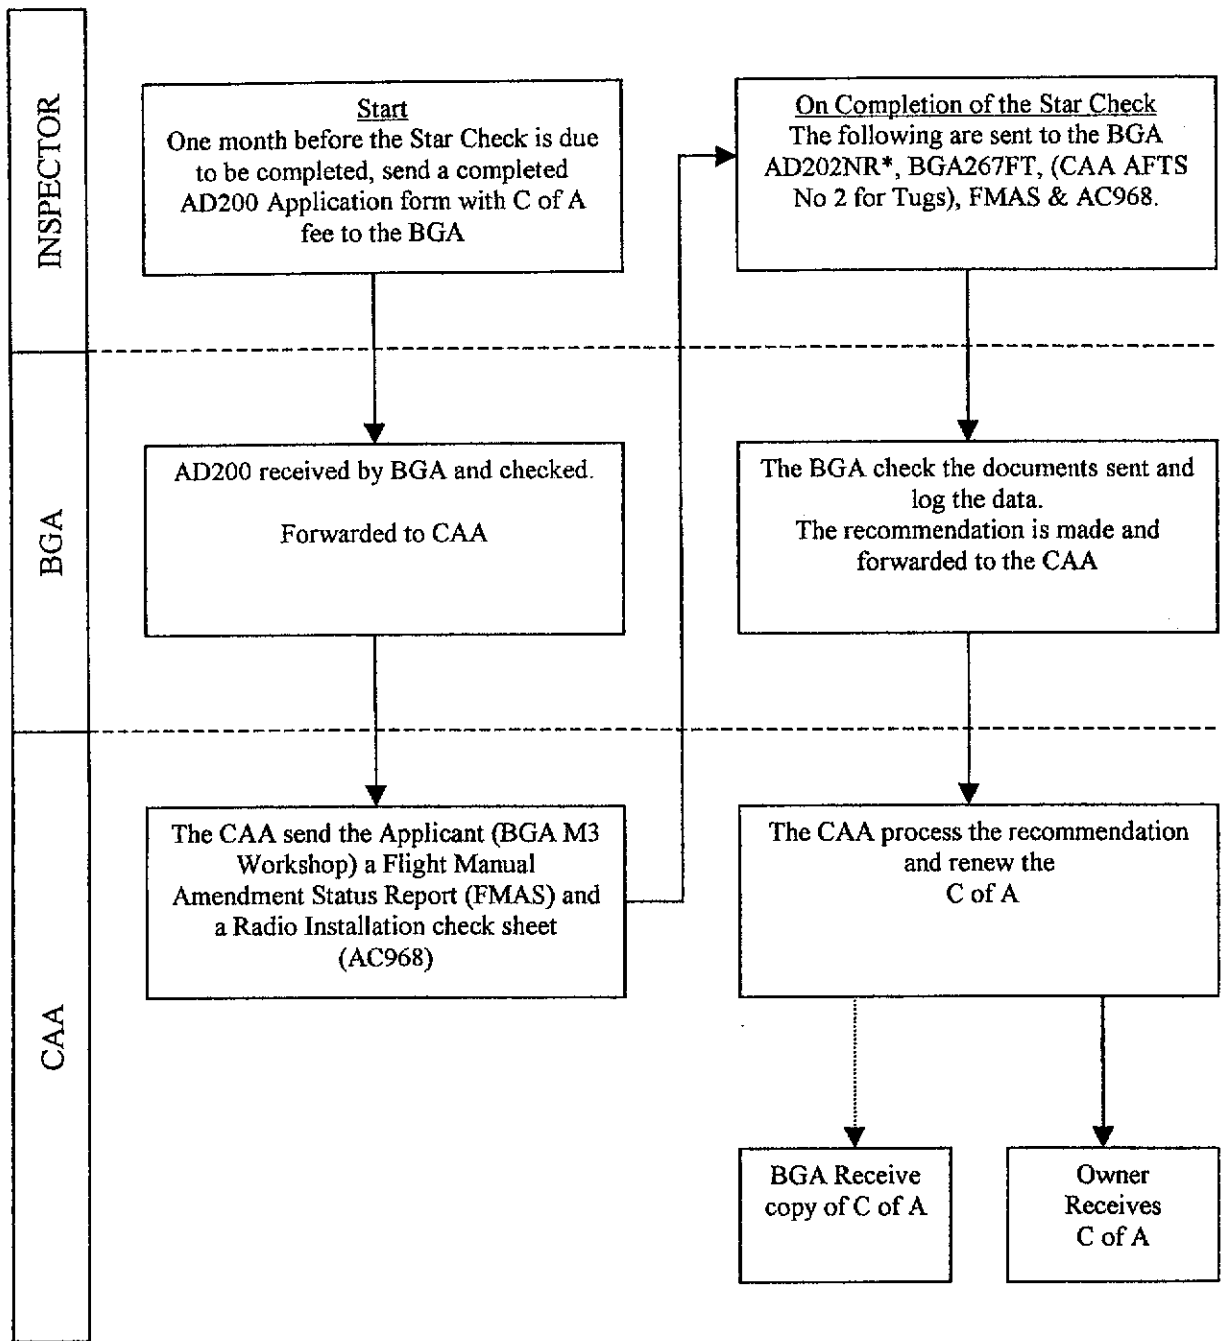 INSPECTOR
Start
One month before the Star Check is due
to be completed, send a completed
AD200 Application form with C of A
fee to the BGA
On Completion of the Star Check
The following are sent to the BGA
AD202NR*, BGA267FT, (CAA AFTS
No 2 for Tugs), FMAS & AC968.
BGA
AD200 received by BGA and checked.
Forwarded to CAA
The BGA check the documents sent and
log the data.
The recommendation is made and
forwarded to the CAA
CAA
The CAA send the Applicant (BGA M3
Workshop) a Flight Manual
Amendment Status Report (FMAS) and
a Radio Installation check sheet
(AC968)
The CAA process the recommendation
and renew the
C of A
BGA Receive
copy of C of A
Owner
Receives
C of A